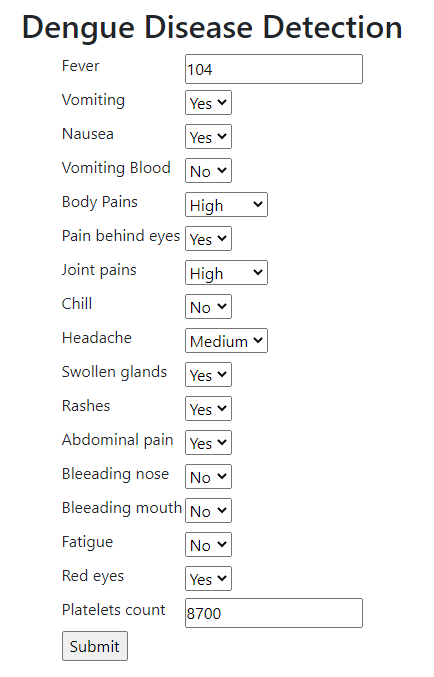 Dengue Disease Detection
Fever 104
Vomiting Yes
Nausea Yes
Vomiting Blood No
Body Pains High
Pain behind eyes Yes
Joint pains High
Chill No
Headache Medium
Swollen glands Yes
Rashes Yes
Abdominal pain Yes
Bleeading nose No
Bleeading mouth No
Fatigue No
Red eyes Yes
Platelets count 8700
Submit